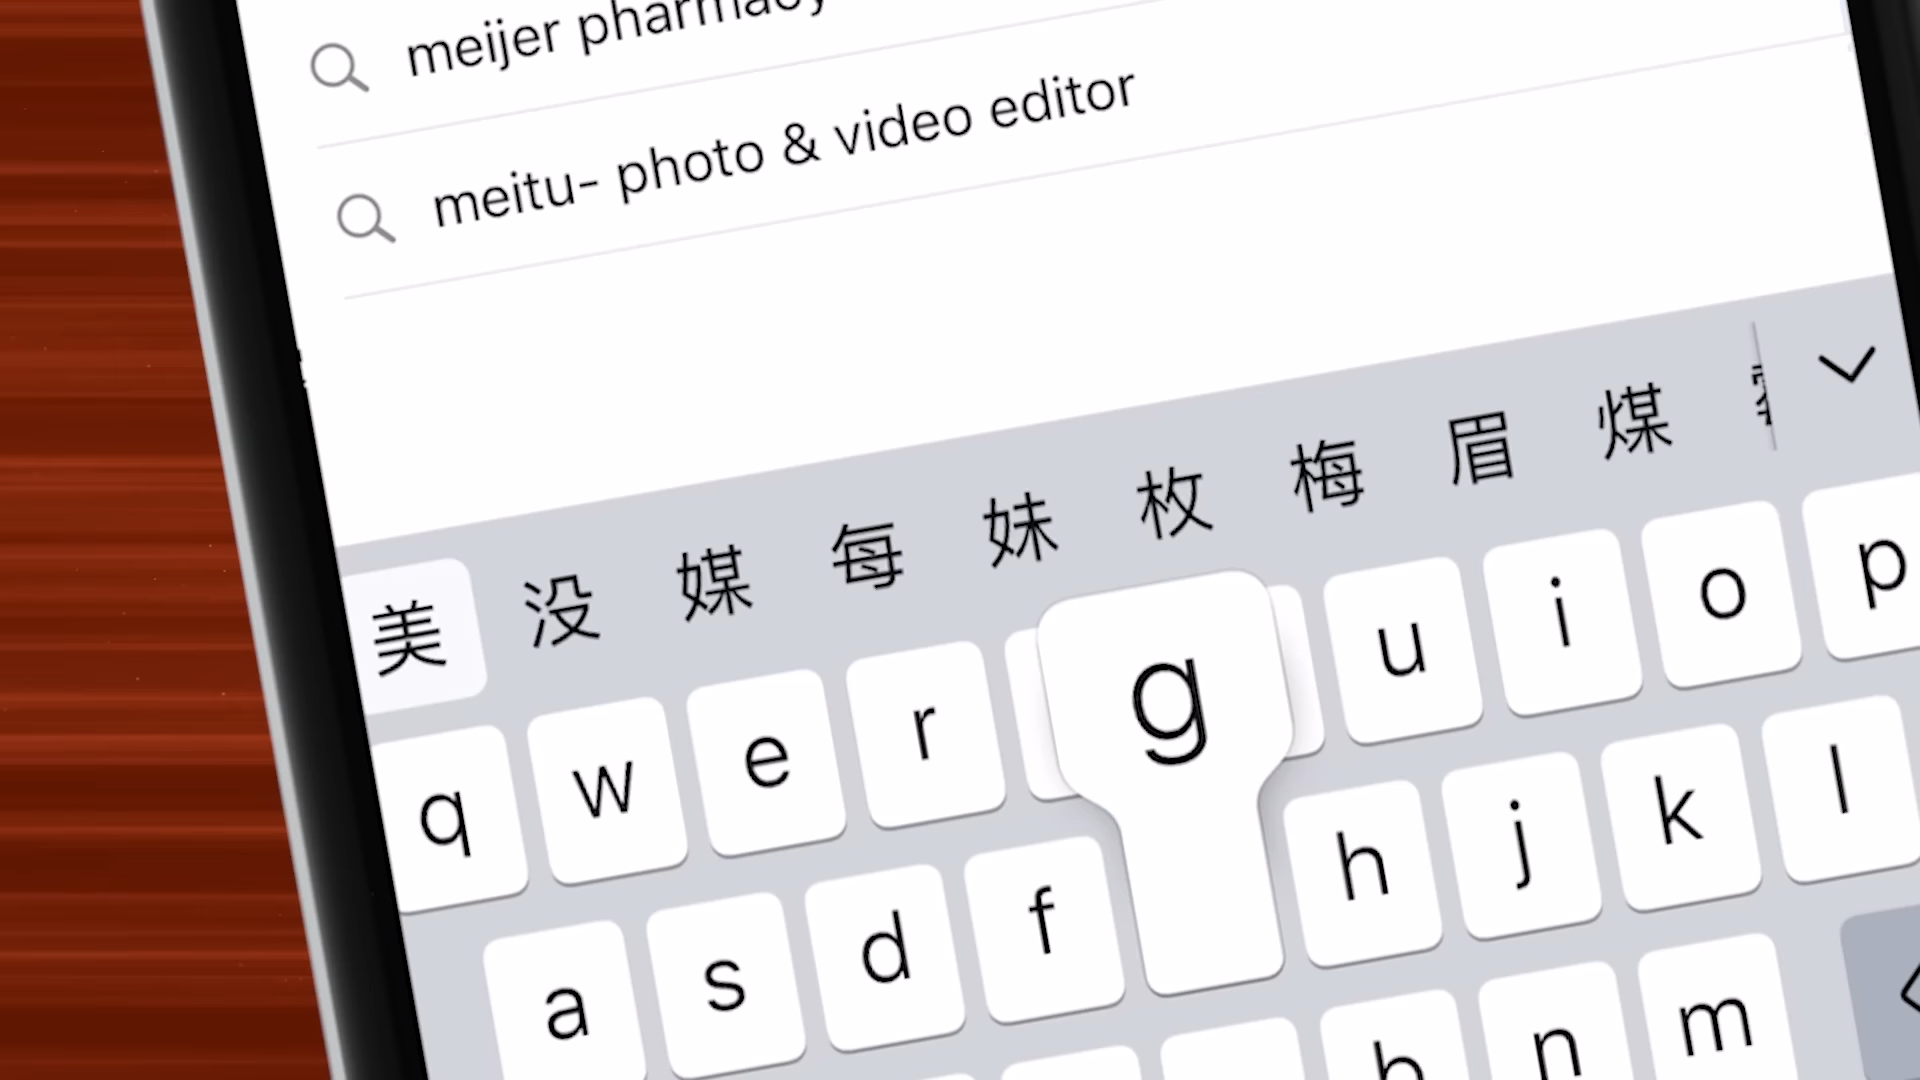 meijer pharmacy
meitu- photo & video editor
美 没 媒 每 妹 枚 梅 眉 煤
q w e r g u i o p
a s d f h j k l
b n m